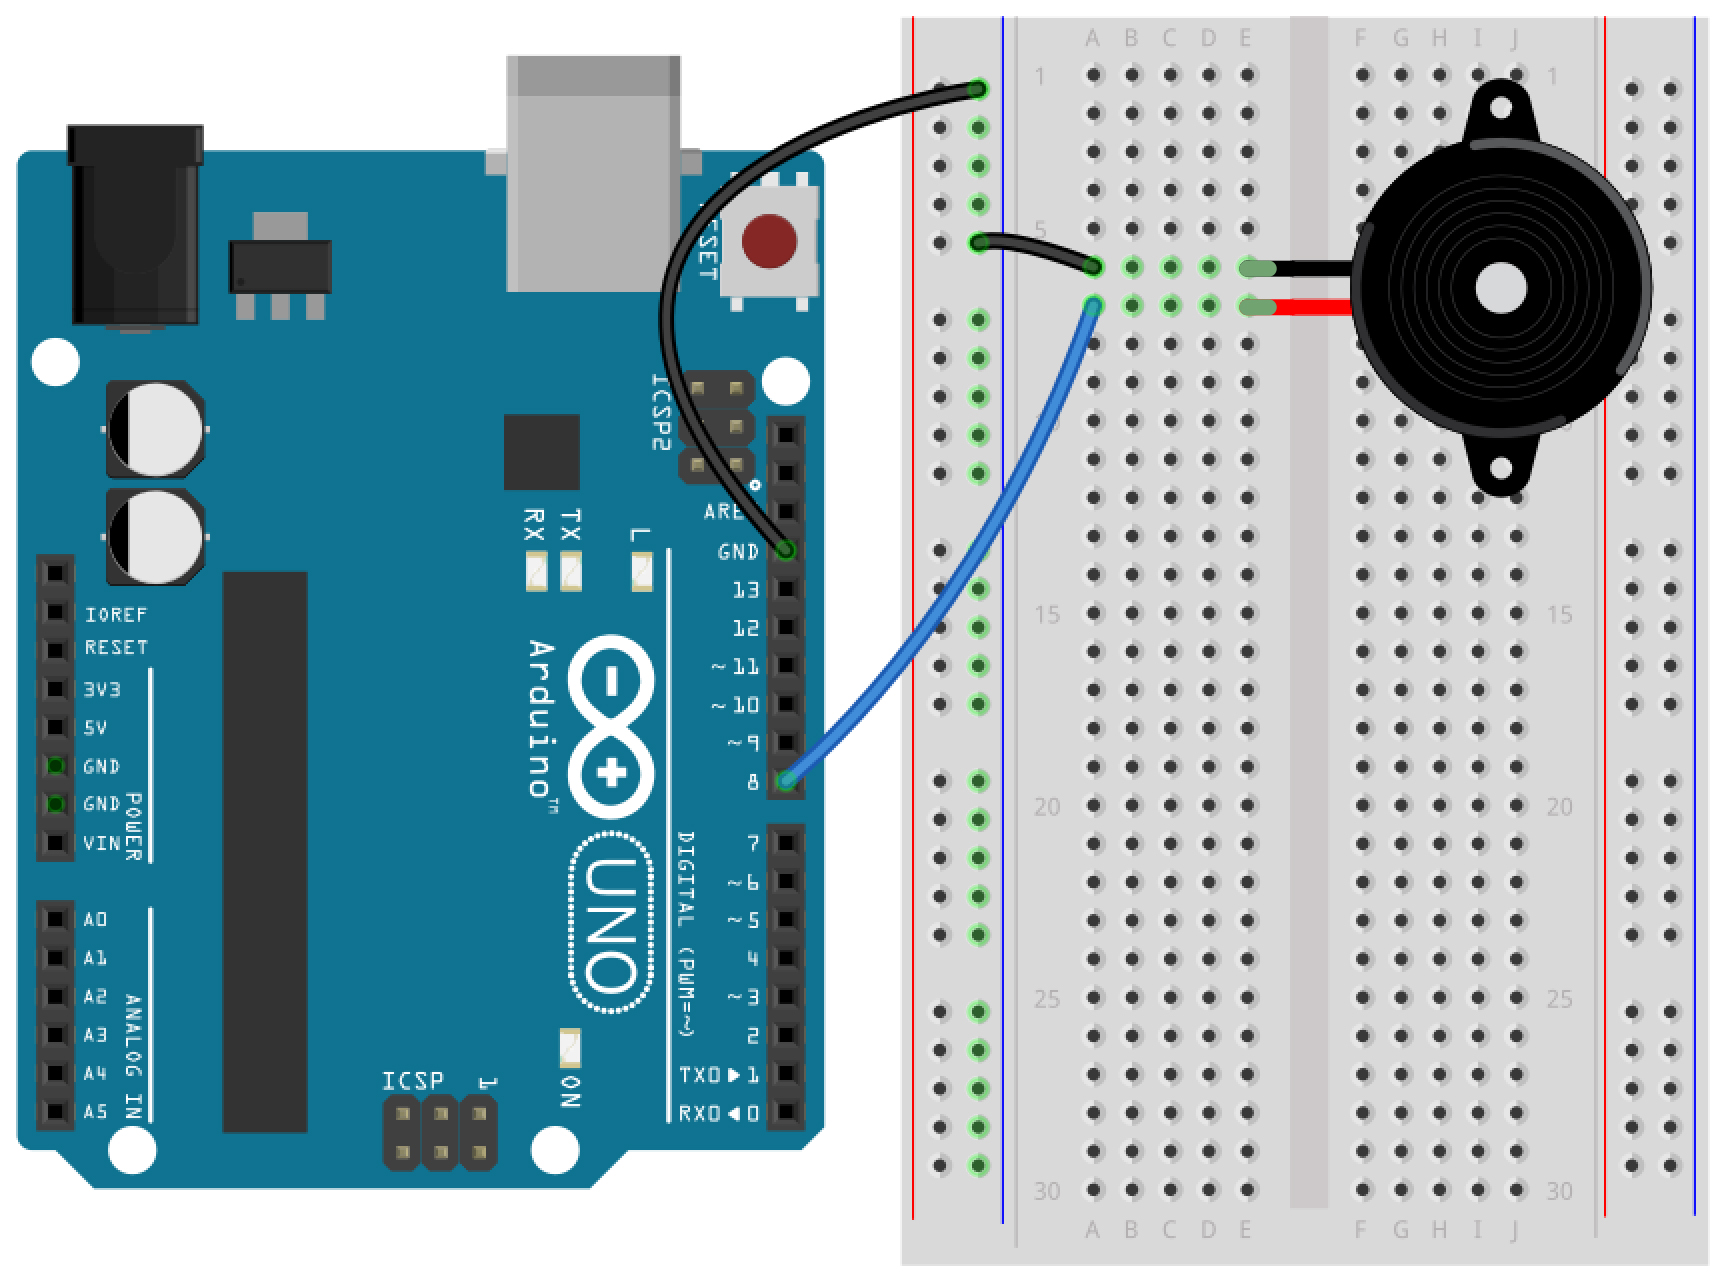 A B C D E F G H I J
1 1
5
RESET
ICSP2
AREF
GND
13
12
~11
~10
~9
8
RX TX L
IOREF
RESET
3V3
5V
GND
GND
VIN
POWER
Arduino™
UNO
DIGITAL (PWM=~)
7
~6
~5
4
~3
2
TX0▶1
RX0◀0
A0
A1
A2
A3
A4
A5
ANALOG IN
ICSP 1
ON
15 15
20 20
25 25
30 30
A B C D E F G H I J